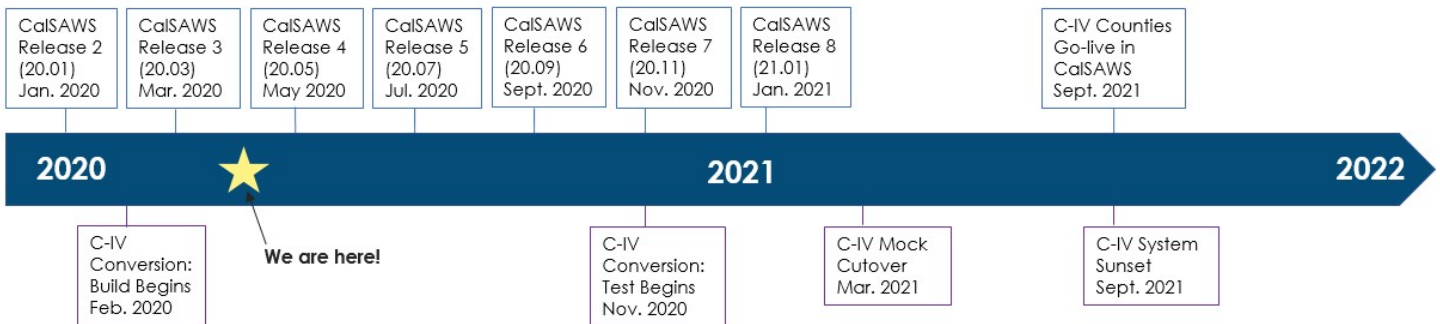 CalSAWS
Release 2
(20.01)
Jan. 2020
CalSAWS
Release 3
(20.03)
Mar. 2020
CalSAWS
Release 4
(20.05)
May 2020
CalSAWS
Release 5
(20.07)
Jul. 2020
CalSAWS
Release 6
(20.09)
Sept. 2020
CalSAWS
Release 7
(20.11)
Nov. 2020
CalSAWS
Release 8
(21.01)
Jan. 2021
C-IV Counties
Go-live in
CalSAWS
Sept. 2021
2020
2021
2022
C-IV
Conversion:
Build Begins
Feb. 2020
We are here!
C-IV
Conversion:
Test Begins
Nov. 2020
C-IV Mock
Cutover
Mar. 2021
C-IV System
Sunset
Sept. 2021